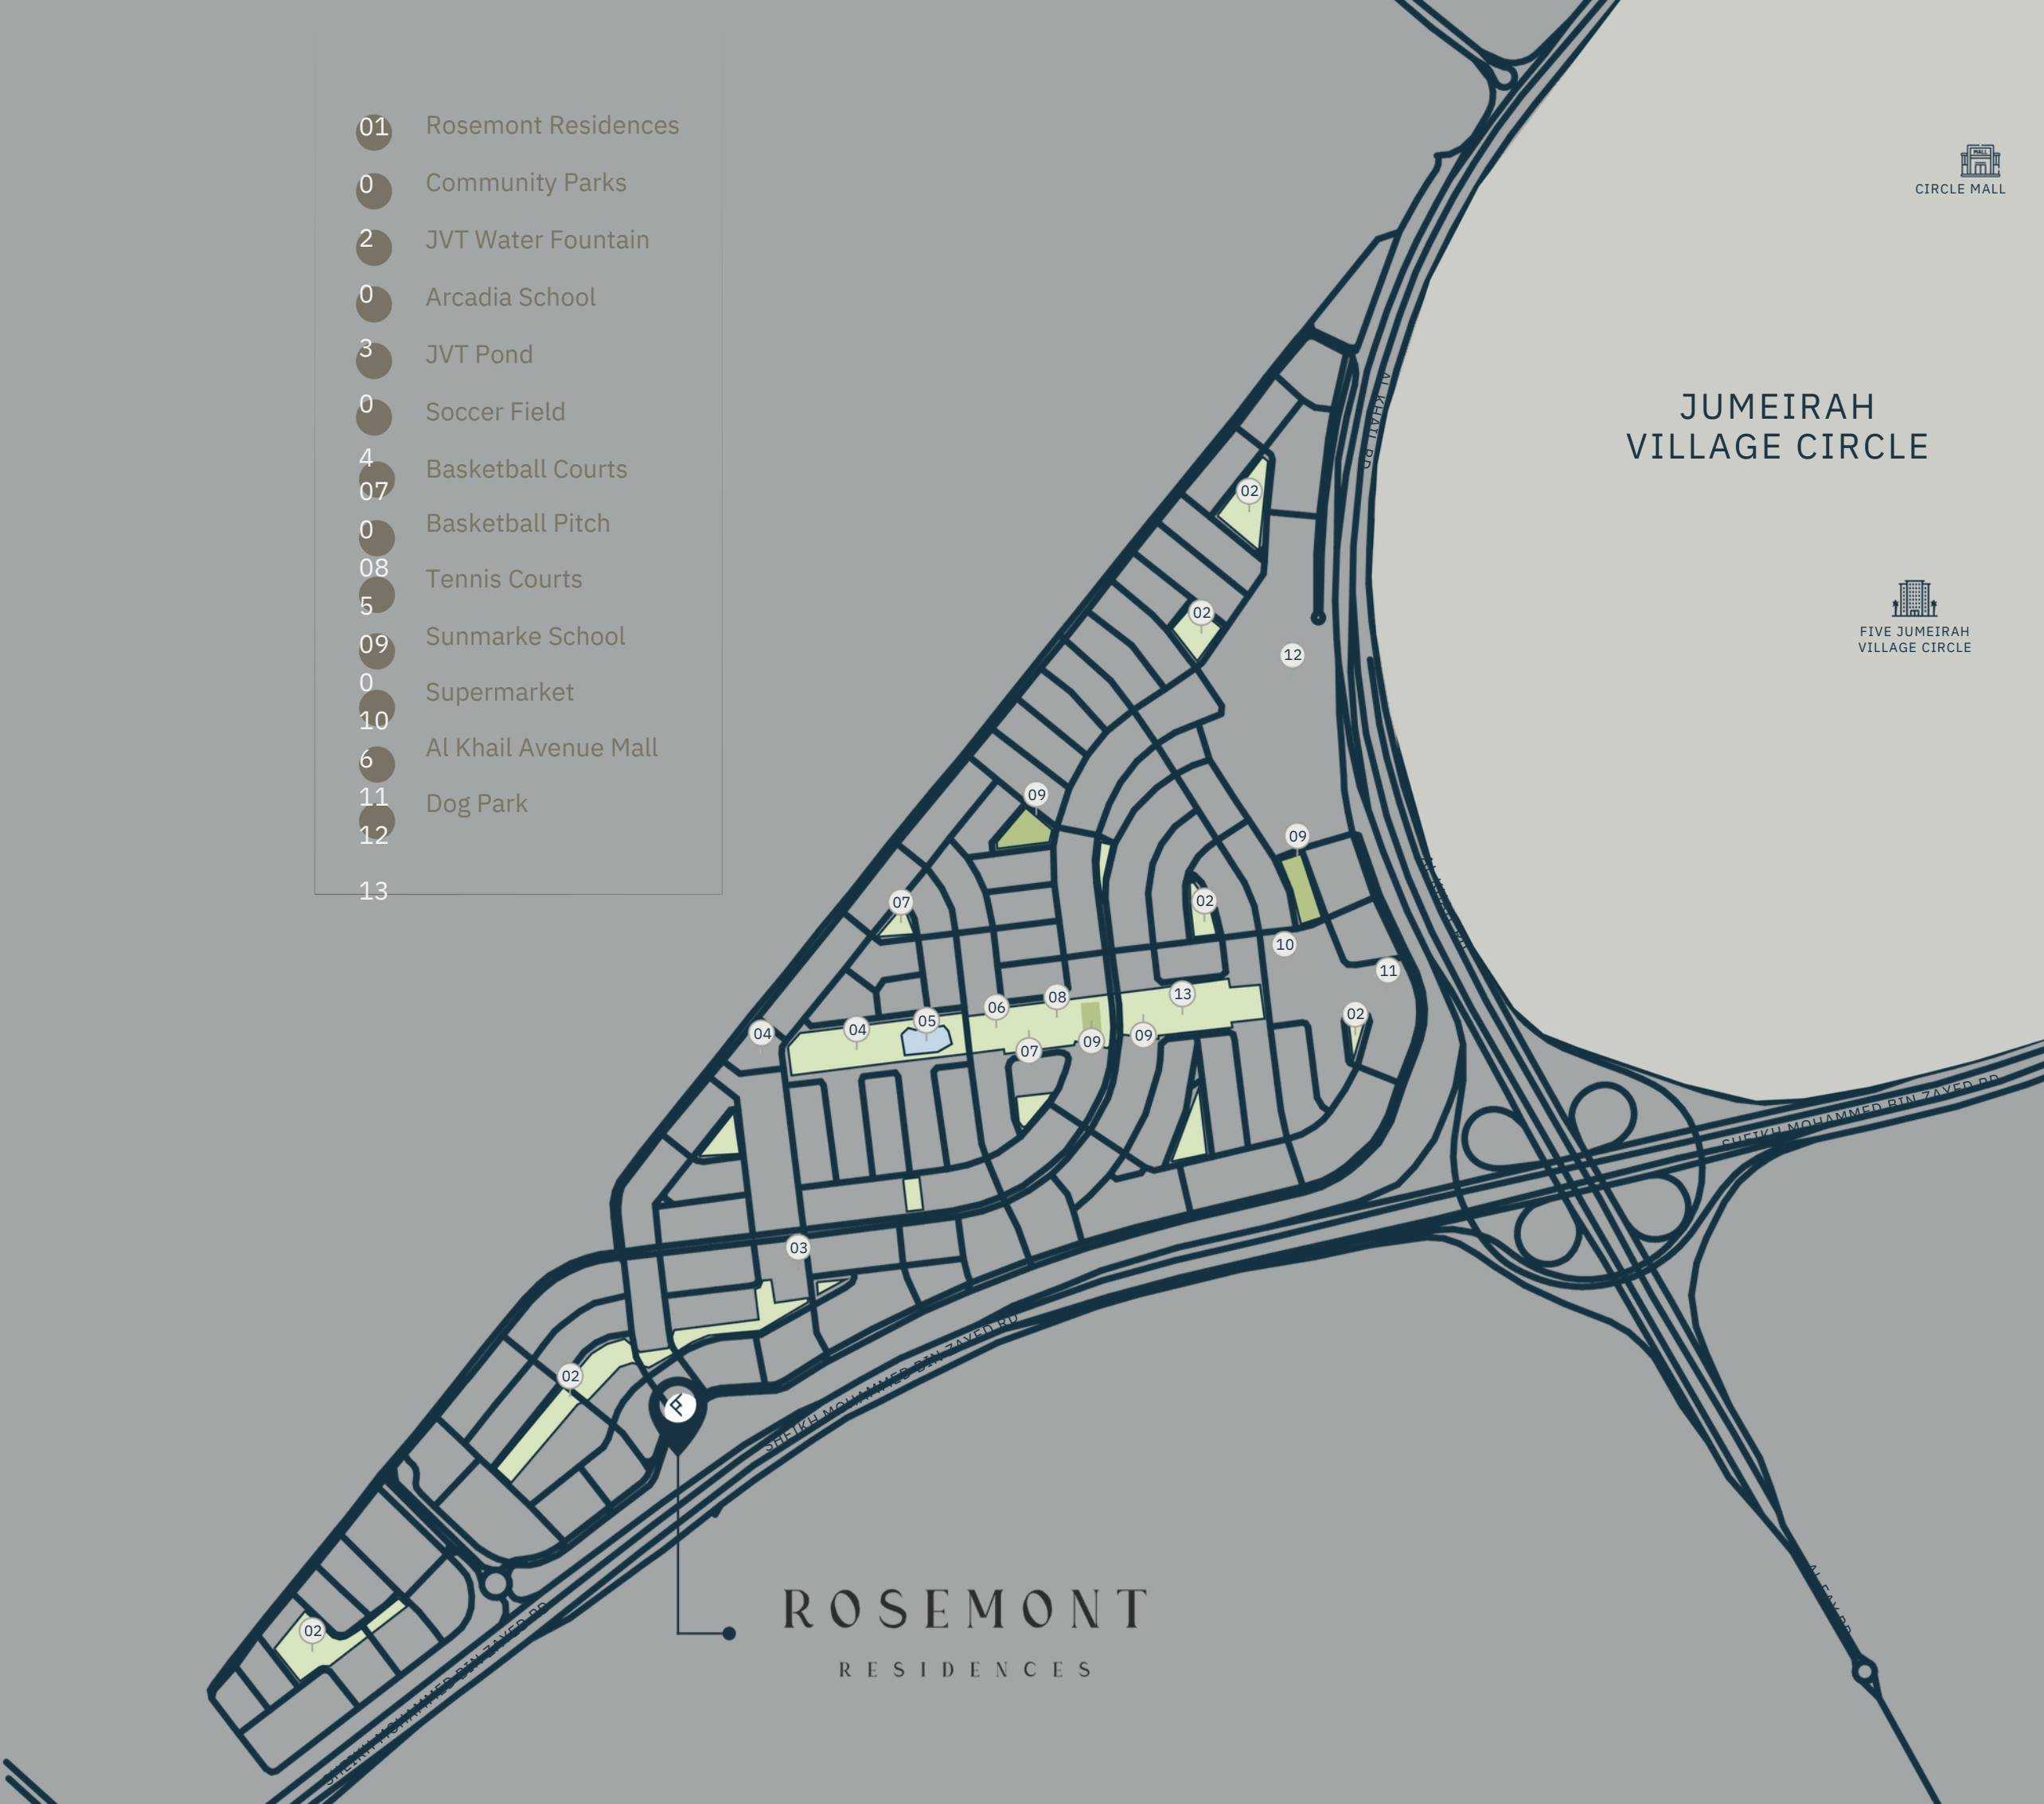 01 Rosemont Residences
0 Community Parks
2 JVT Water Fountain
0 Arcadia School
3 JVT Pond
0 Soccer Field
4 Basketball Courts
07
0 Basketball Pitch
08 Tennis Courts
5
09 Sunmarke School
0 Supermarket
10
6 Al Khail Avenue Mall
11 Dog Park
12
13
CIRCLE MALL
JUMEIRAH
VILLAGE CIRCLE
FIVE JUMEIRAH
VILLAGE CIRCLE
AL KHAIL RD
02
02
12
09
09
07
02
10
11
13
08
06
05
04
04
02
09
09
07
03
02
02
AL KHAIL RD
SHEIKH MOHAMMED BIN ZAYED RD
SHEIKH MOHAMMED BIN ZAYED RD
SHEIKH MOHAMMED BIN ZAYED RD
ROSEMONT
RESIDENCES